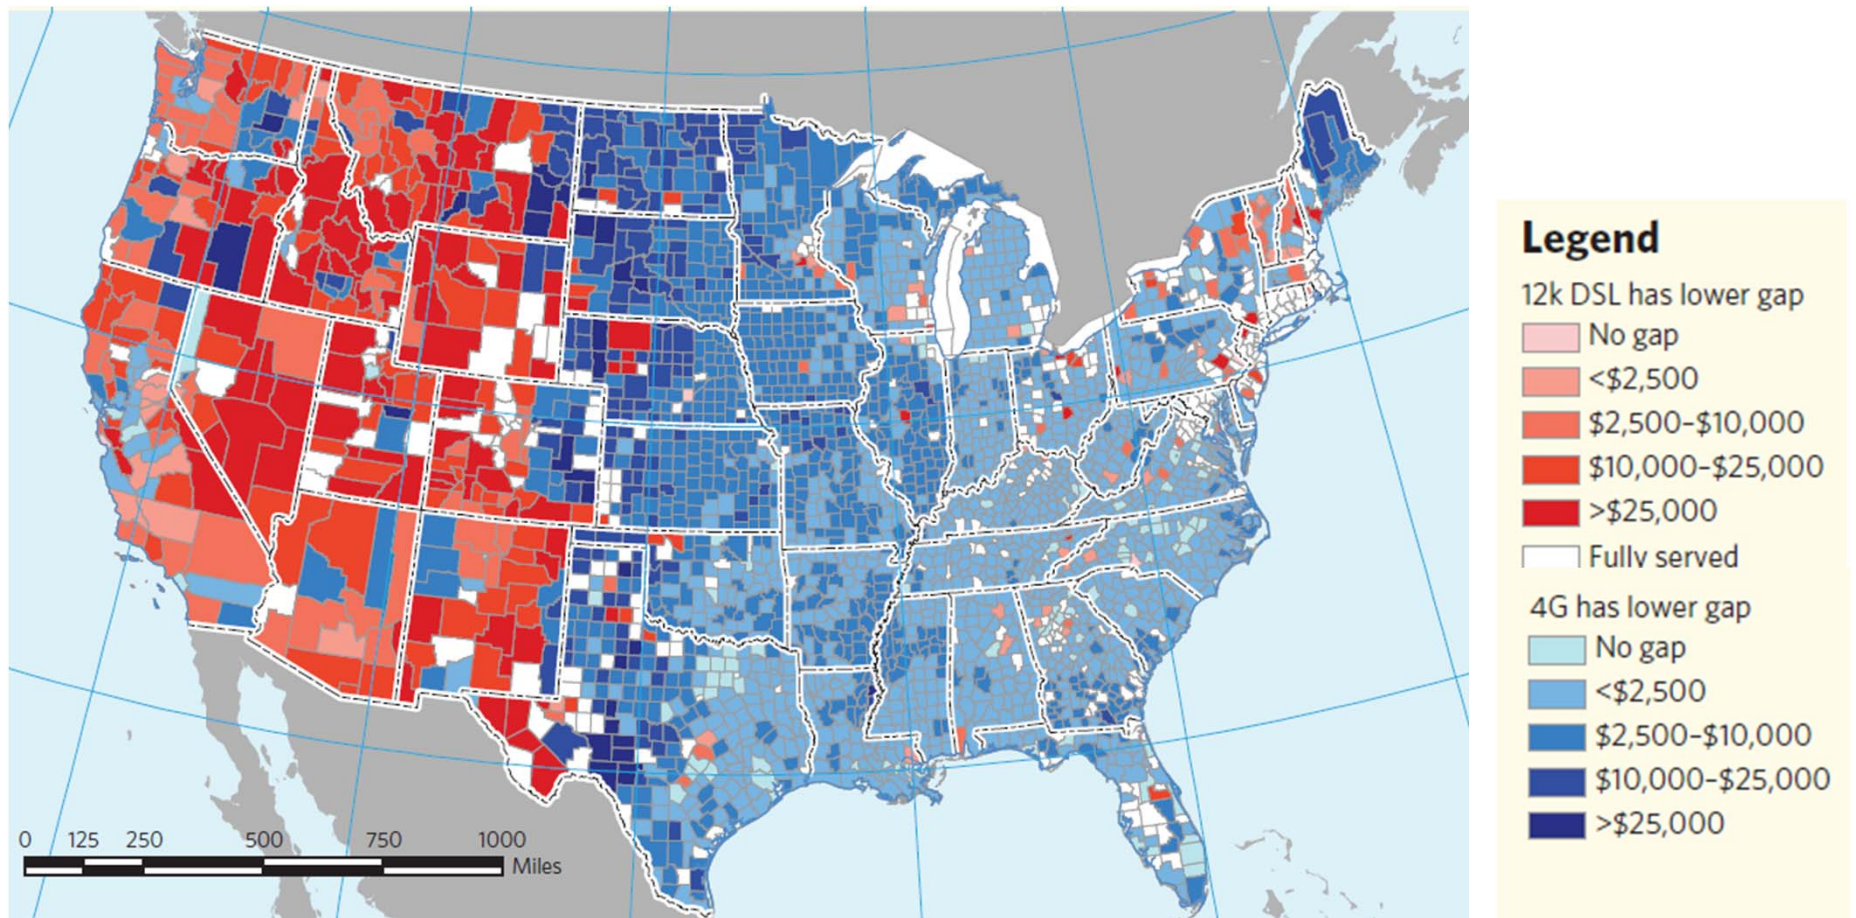 0 125 250 500 750 1000
Miles
Legend
12k DSL has lower gap
No gap
<$2,500
$2,500–$10,000
$10,000–$25,000
>$25,000
Fully served
4G has lower gap
No gap
<$2,500
$2,500–$10,000
$10,000–$25,000
>$25,000